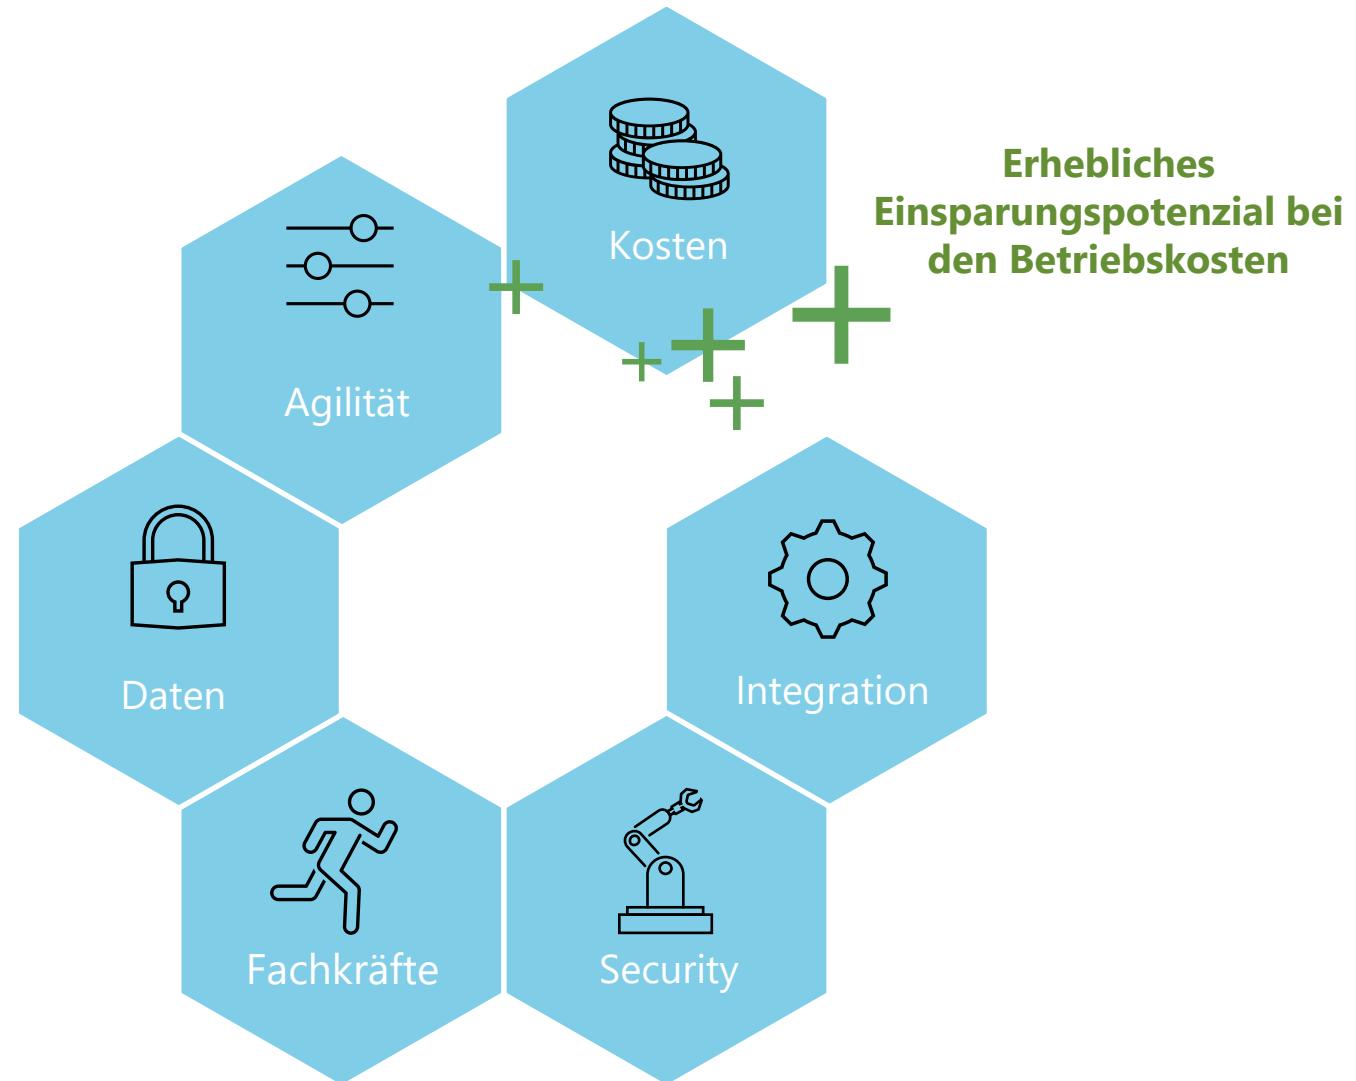 Kosten
Erhebliches
Einsparungspotenzial bei
den Betriebskosten
Agilität
Daten
Integration
Fachkräfte
Security